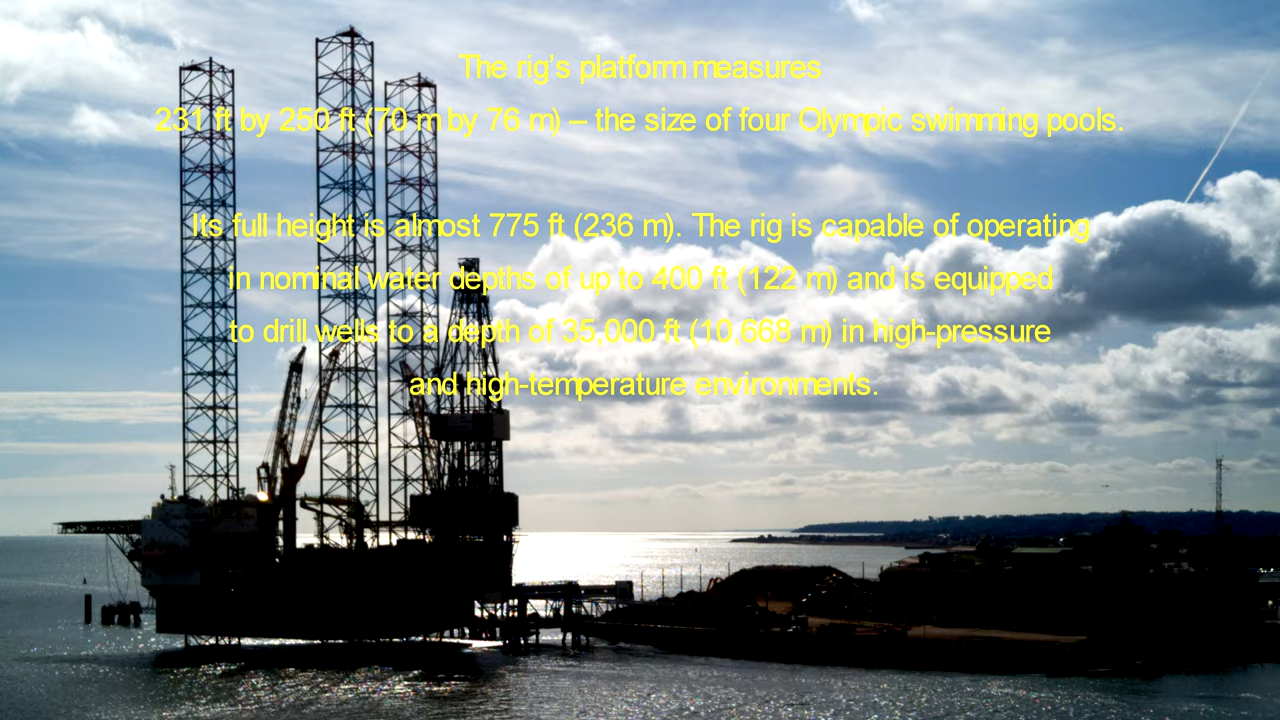 The rig’s platform measures
231 ft by 250 ft (70 m by 76 m) – the size of four Olympic swimming pools.
Its full height is almost 775 ft (236 m). The rig is capable of operating
in nominal water depths of up to 400 ft (122 m) and is equipped
to drill wells to a depth of 35,000 ft (10,668 m) in high-pressure
and high-temperature environments.